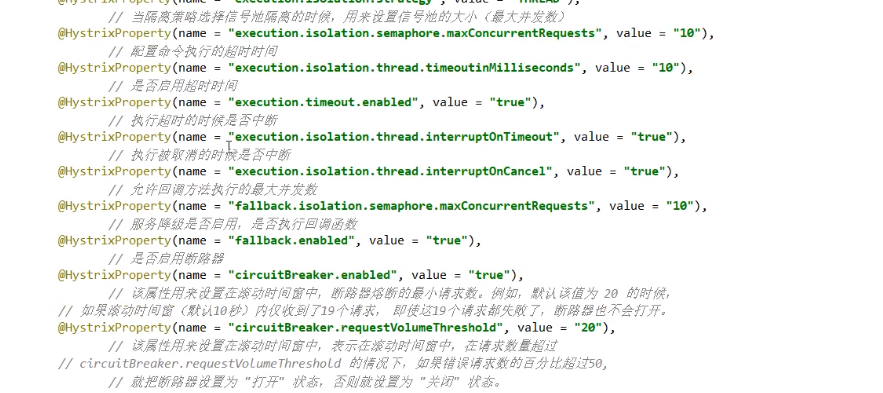 // 当隔离策略选择信号池隔离的时候，用来设置信号池的大小（最大并发数）
@HystrixProperty(name = "execution.isolation.semaphore.maxConcurrentRequests", value = "10"),
// 配置命令执行的超时时间
@HystrixProperty(name = "execution.isolation.thread.timeoutinMilliseconds", value = "10"),
// 是否启用超时时间
@HystrixProperty(name = "execution.timeout.enabled", value = "true"),
// 执行超时的时候是否中断
@HystrixProperty(name = "execution.isolation.thread.interruptOnTimeout", value = "true"),
// 执行被取消的时候是否中断
@HystrixProperty(name = "execution.isolation.thread.interruptOnCancel", value = "true"),
// 允许回调方法执行的最大并发数
@HystrixProperty(name = "fallback.isolation.semaphore.maxConcurrentRequests", value = "10"),
// 服务降级是否启用，是否执行回调函数
@HystrixProperty(name = "fallback.enabled", value = "true"),
// 是否启用断路器
@HystrixProperty(name = "circuitBreaker.enabled", value = "true"),
// 该属性用来设置在滚动时间窗中，断路器熔断的最小请求数。例如，默认该值为 20 的时候，
// 如果滚动时间窗（默认10秒）内仅收到了19个请求， 即使这19个请求都失败了，断路器也不会打开。
@HystrixProperty(name = "circuitBreaker.requestVolumeThreshold", value = "20"),
// 该属性用来设置在滚动时间窗中，表示在滚动时间窗中，在请求数量超过
// circuitBreaker.requestVolumeThreshold 的情况下，如果错误请求数的百分比超过50,
// 就把断路器设置为 "打开" 状态，否则就设置为 "关闭" 状态。